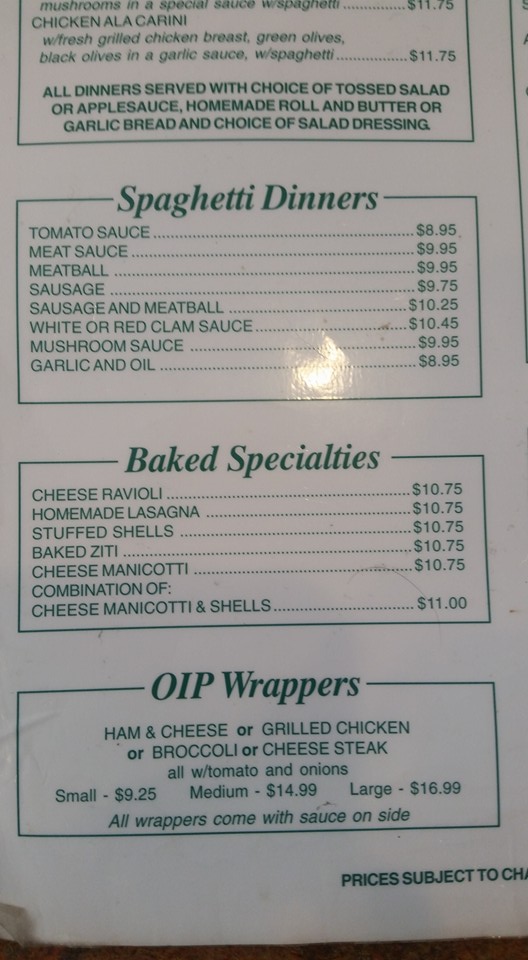 mushrooms in a special sauce w/spaghetti ............... $11.75
CHICKEN ALA CARINI
w/fresh grilled chicken breast, green olives,
black olives in a garlic sauce, w/spaghetti ................. $11.75
ALL DINNERS SERVED WITH CHOICE OF TOSSED SALAD
OR APPLESAUCE, HOMEMADE ROLL AND BUTTER OR
GARLIC BREAD AND CHOICE OF SALAD DRESSING.
Spaghetti Dinners
TOMATO SAUCE ............... $8.95
MEAT SAUCE ............... $9.95
MEATBALL ............... $9.95
SAUSAGE ............... $9.75
SAUSAGE AND MEATBALL ............... $10.25
WHITE OR RED CLAM SAUCE ............... $10.45
MUSHROOM SAUCE ............... $9.95
GARLIC AND OIL ............... $8.95
Baked Specialties
CHEESE RAVIOLI ............... $10.75
HOMEMADE LASAGNA ............... $10.75
STUFFED SHELLS ............... $10.75
BAKED ZITI ............... $10.75
CHEESE MANICOTTI ............... $10.75
COMBINATION OF:
CHEESE MANICOTTI & SHELLS ............... $11.00
OIP Wrappers
HAM & CHEESE or GRILLED CHICKEN
or BROCCOLI or CHEESE STEAK
all w/tomato and onions
Small - $9.25 Medium - $14.99 Large - $16.99
All wrappers come with sauce on side
PRICES SUBJECT TO CHA